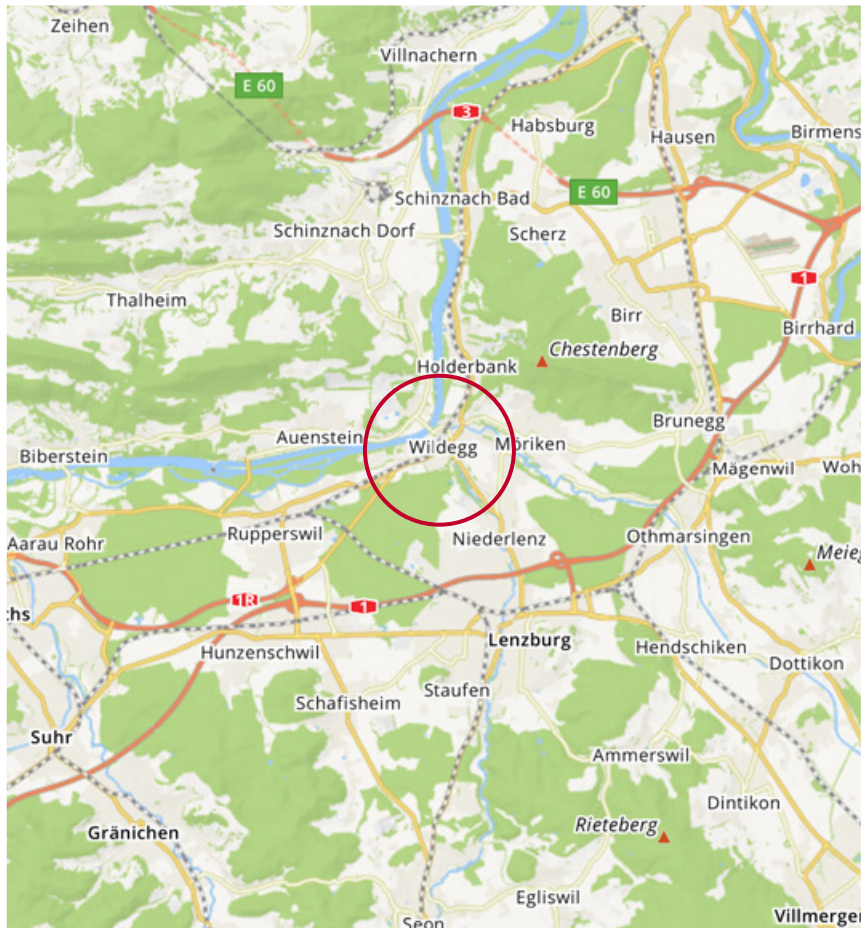 Zeihen
Villnachern
E 60
3
Habsburg
Hausen
Birmens
Schinznach Bad
E 60
Schinznach Dorf
Scherz
1
Thalheim
Birr
Birrhard
Chestenberg
Holderbank
Brunegg
Auenstein
Wildegg
Möriken
Biberstein
Mägenwil
Woh
Rupperswil
Niederlenz
Othmarsingen
Aarau Rohr
Meieg
1R
1
chs
Lenzburg
Hunzenschwil
Hendschiken
Dottikon
Staufen
Schafisheim
Suhr
Ammerswil
Dintikon
Gränichen
Rieteberg
Egliswil
Villmerger
Seon